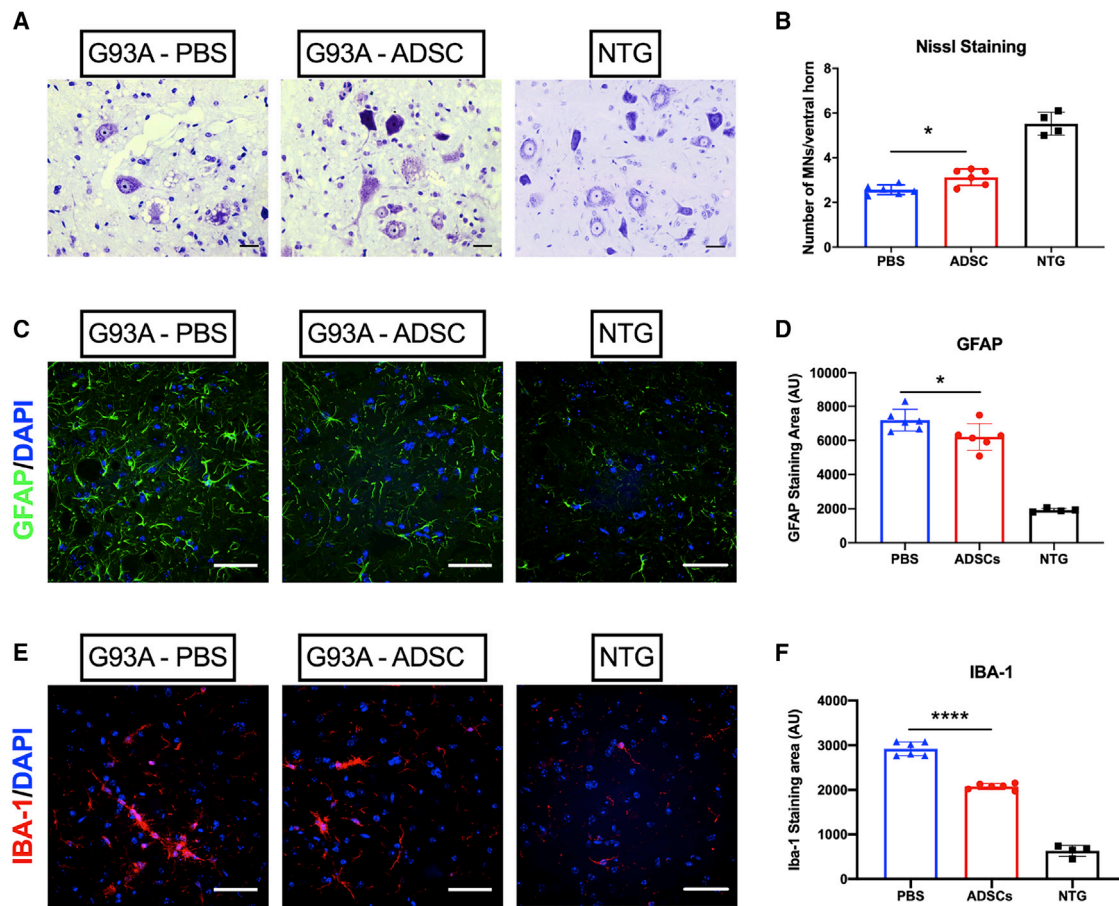 A
G93A - PBS
G93A - ADSC
NTG
B
Nissl Staining
Number of MNs/ventral horn
8
6
4
2
0
*
PBS
ADSC
NTG
C
GFAP/DAPI
G93A - PBS
G93A - ADSC
NTG
D
GFAP
GFAP Staining Area (AU)
10000
8000
6000
4000
2000
0
*
PBS
ADSCs
NTG
E
IBA-1/DAPI
G93A - PBS
G93A - ADSC
NTG
F
IBA-1
Iba-1 Staining area (AU)
4000
3000
2000
1000
0
****
PBS
ADSCs
NTG